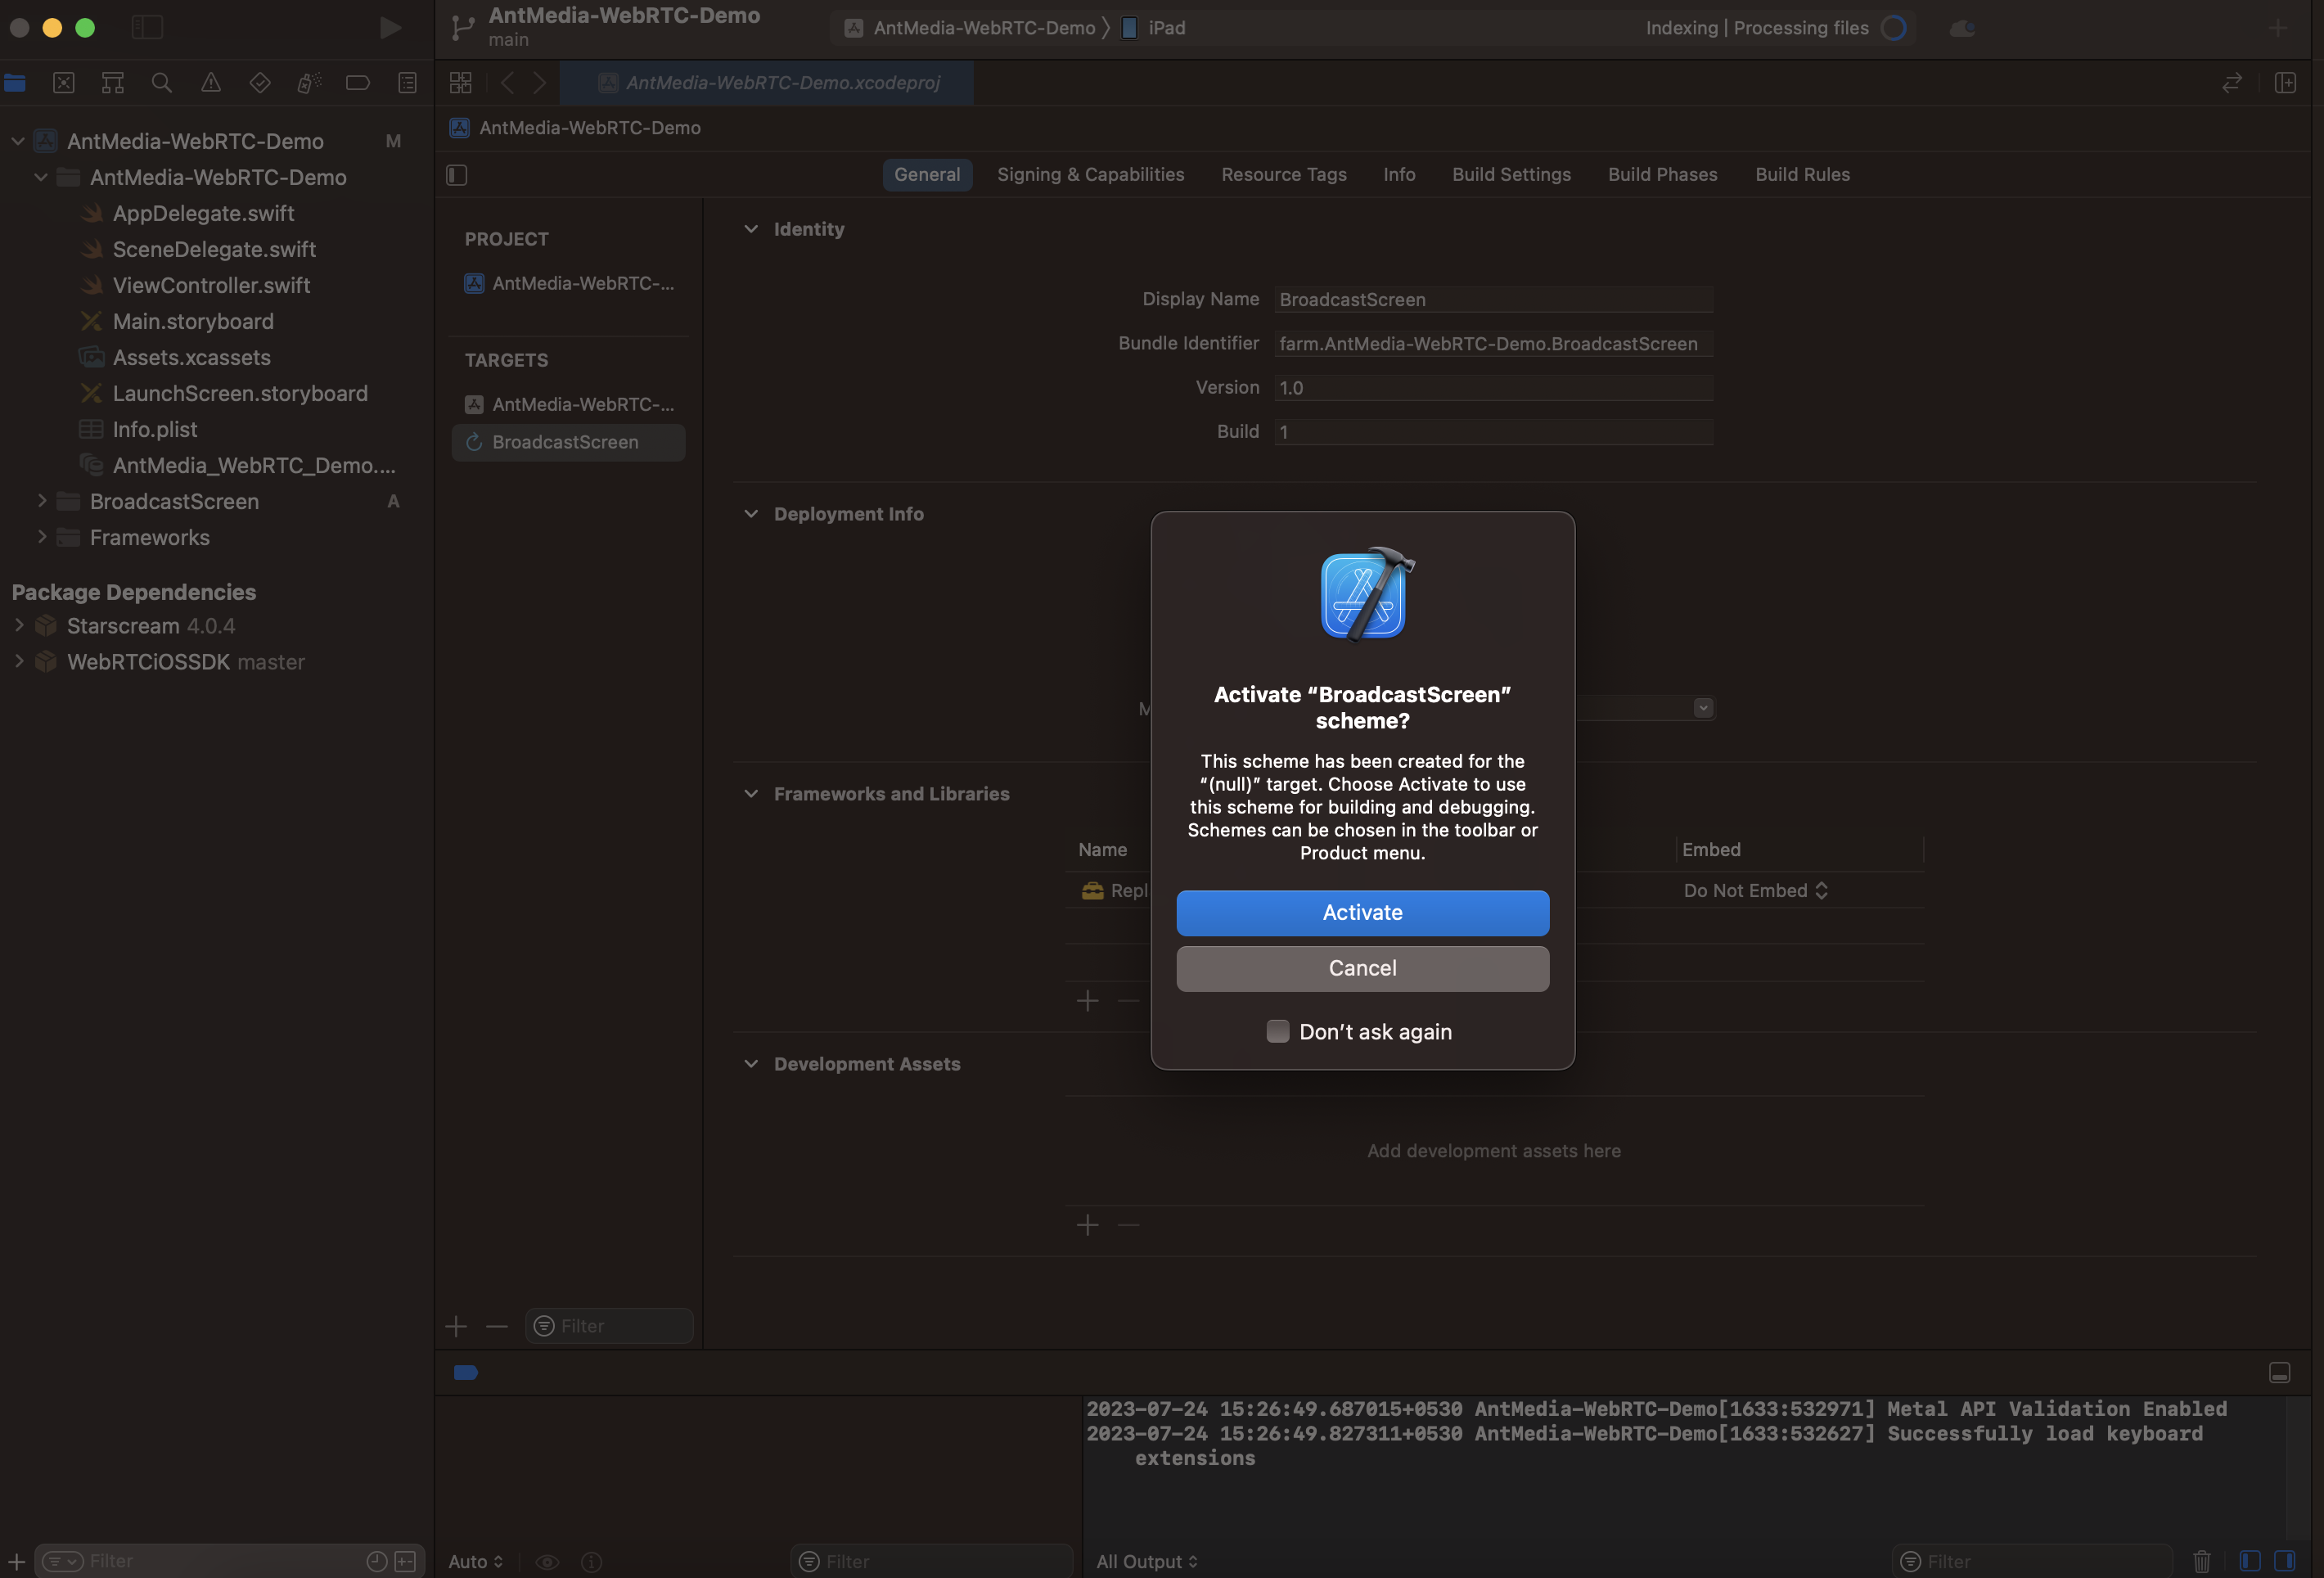 AntMedia-WebRTC-Demo
main
AntMedia-WebRTC-Demo
iPad
Indexing | Processing files
AntMedia-WebRTC-Demo.xcodeproj
AntMedia-WebRTC-Demo M
AntMedia-WebRTC-Demo
AppDelegate.swift
SceneDelegate.swift
ViewController.swift
Main.storyboard
Assets.xcassets
LaunchScreen.storyboard
Info.plist
AntMedia_WebRTC_Demo....
BroadcastScreen A
Frameworks
Package Dependencies
Starscream 4.0.4
WebRTCiOSSDK master
Filter
AntMedia-WebRTC-Demo
General Signing & Capabilities Resource Tags Info Build Settings Build Phases Build Rules
PROJECT
AntMedia-WebRTC-...
TARGETS
AntMedia-WebRTC-...
BroadcastScreen
Filter
Identity
Display Name BroadcastScreen
Bundle Identifier farm.AntMedia-WebRTC-Demo.BroadcastScreen
Version 1.0
Build 1
Deployment Info
M
Frameworks and Libraries
Name Embed
Repl Do Not Embed
Development Assets
Add development assets here
Activate “BroadcastScreen”
scheme?
This scheme has been created for the
“(null)” target. Choose Activate to use
this scheme for building and debugging.
Schemes can be chosen in the toolbar or
Product menu.
Activate
Cancel
Don’t ask again
2023-07-24 15:26:49.687015+0530 AntMedia-WebRTC-Demo[1633:532971] Metal API Validation Enabled
2023-07-24 15:26:49.827311+0530 AntMedia-WebRTC-Demo[1633:532627] Successfully load keyboard
extensions
Auto
Filter
All Output
Filter